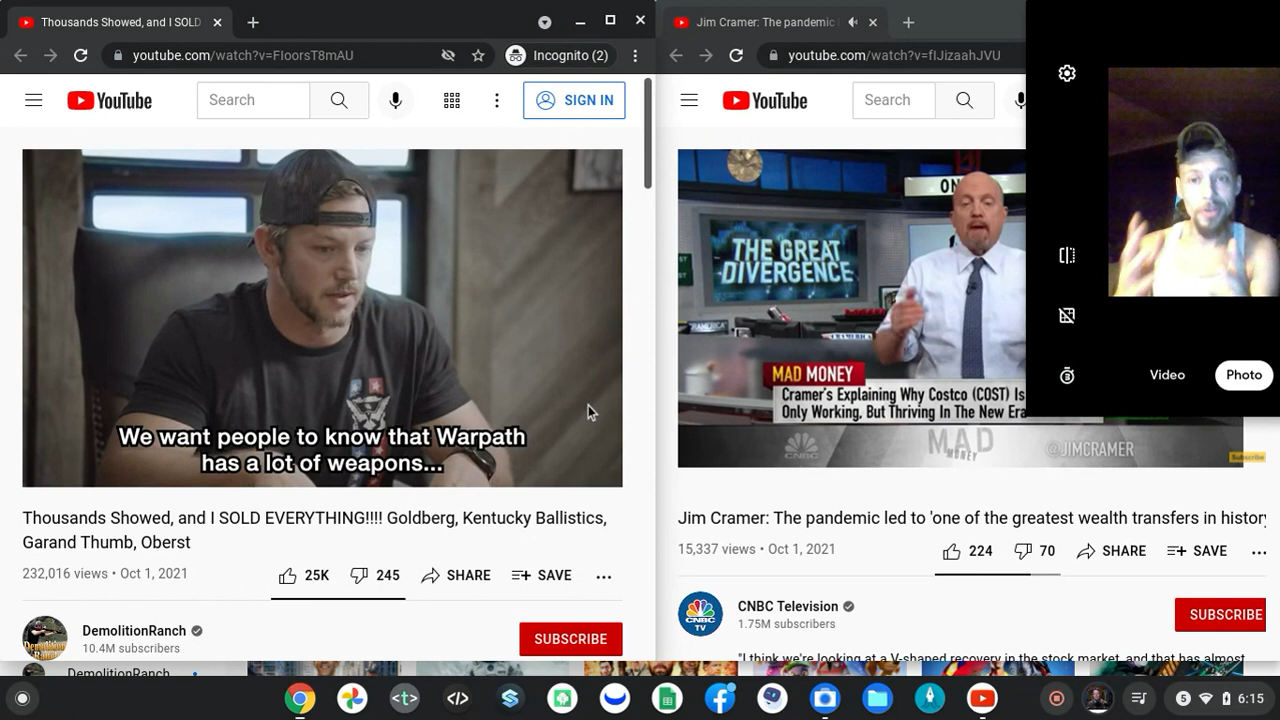 Thousands Showed, and I SOLD
youtube.com/watch?v=FIoorsT8mAU
Incognito (2)
YouTube
Search
SIGN IN
We want people to know that Warpath
has a lot of weapons...
Thousands Showed, and I SOLD EVERYTHING!!!! Goldberg, Kentucky Ballistics,
Garand Thumb, Oberst
232,016 views • Oct 1, 2021
25K
245
SHARE
SAVE
DemolitionRanch
10.4M subscribers
DemolitionRanch
Jim Cramer: The pandemic
youtube.com/watch?v=fIJizaahJVU
YouTube
Search
ON
THE GREAT
DIVERGENCE
MAD MONEY
Cramer's Explaining Why Costco (COST) Is
Only Working, But Thriving In The New Era
CNBC
MAD
MONEY
@JIMCRAMER
Subscribe
Jim Cramer: The pandemic led to 'one of the greatest wealth transfers in history
15,337 views • Oct 1, 2021
224
70
SHARE
SAVE
CNBC Television
1.75M subscribers
SUBSCRIBE
"I think we're looking at a V-shaped recovery in the stock market, and that has almost
SUBSCRIBE
Video
Photo
5
6:15